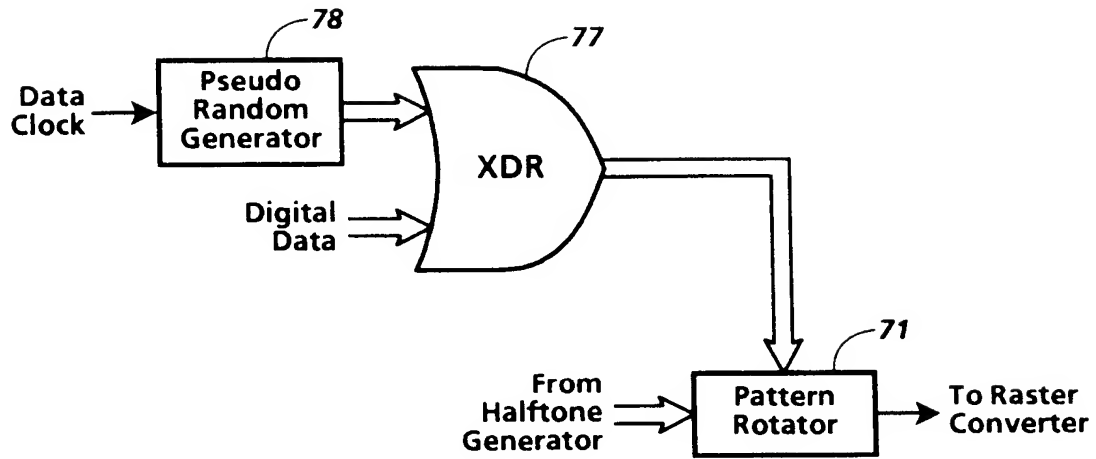 78
Pseudo
Random
Generator
Data
Clock
77
XDR
Digital
Data
71
From
Halftone
Generator
Pattern
Rotator
To Raster
Converter